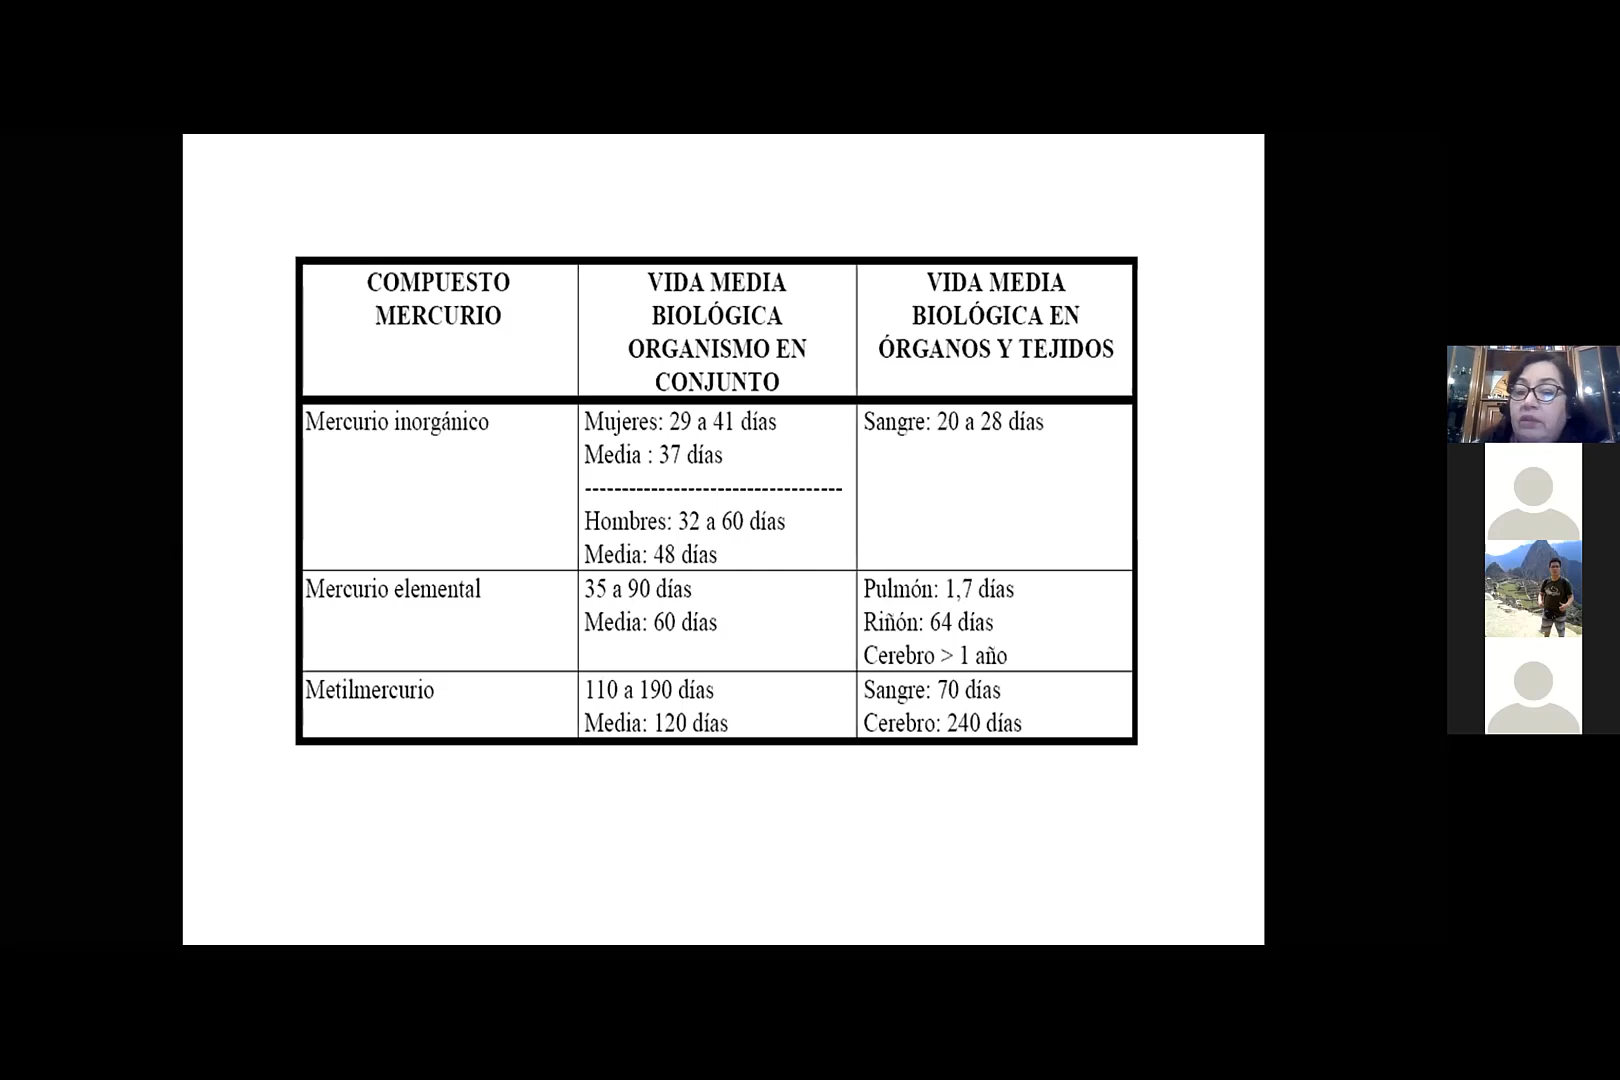 COMPUESTO
MERCURIO
VIDA MEDIA
BIOLÓGICA
ORGANISMO EN
CONJUNTO
VIDA MEDIA
BIOLÓGICA EN
ÓRGANOS Y TEJIDOS
Mercurio inorgánico
Mujeres: 29 a 41 días
Media : 37 días
-----------------------------------
Hombres: 32 a 60 días
Media: 48 días
Sangre: 20 a 28 días
Mercurio elemental
35 a 90 días
Media: 60 días
Pulmón: 1,7 días
Riñón: 64 días
Cerebro > 1 año
Metilmercurio
110 a 190 días
Media: 120 días
Sangre: 70 días
Cerebro: 240 días